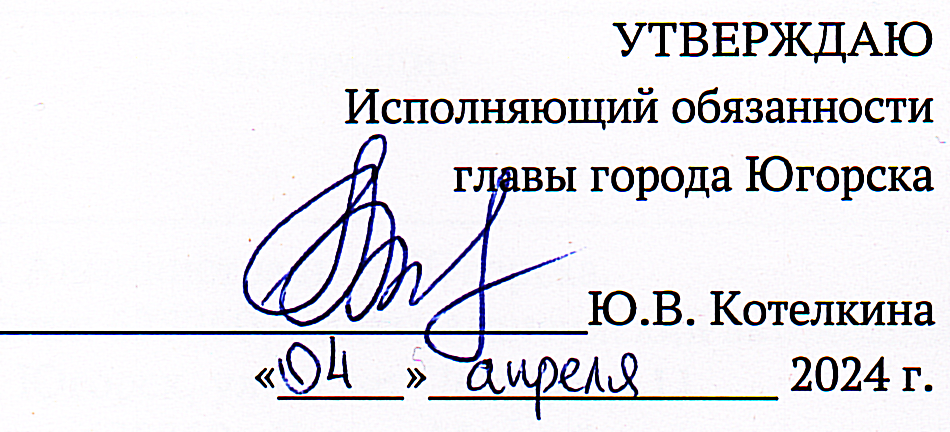 УТВЕРЖДАЮ
Исполняющий обязанности
главы города Югорска
Ю.В. Котелкина
«04» апреля 2024 г.